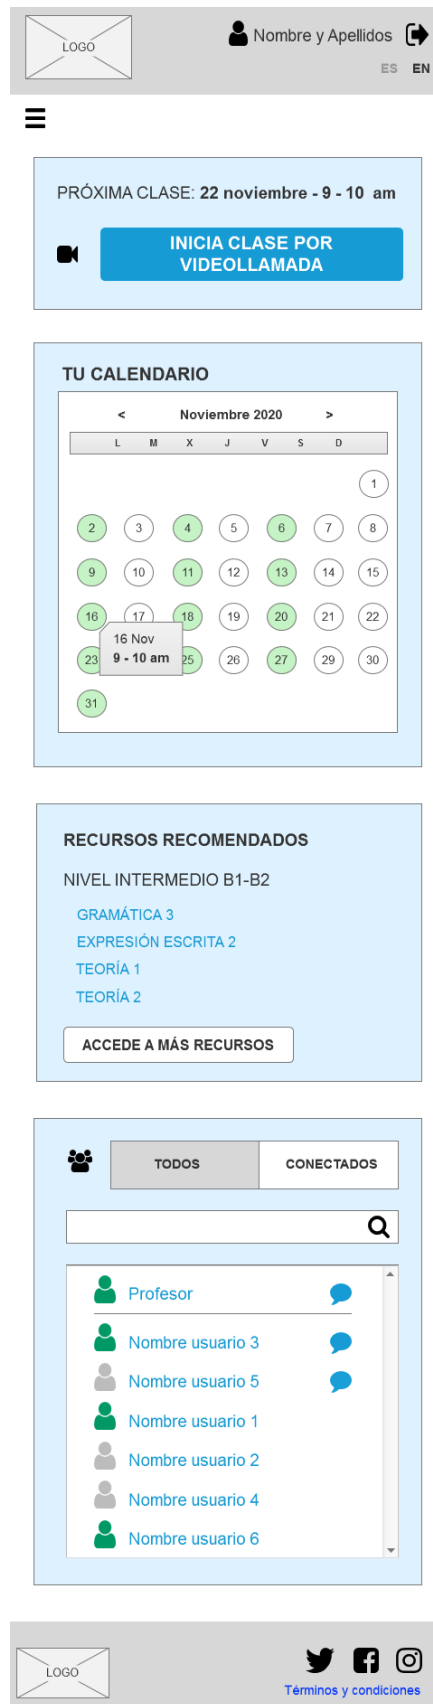 LOGO
Nombre y Apellidos
ES EN
PRÓXIMA CLASE: 22 noviembre - 9 - 10 am
INICIA CLASE POR
VIDEOLLAMADA
TU CALENDARIO
< Noviembre 2020 >
L M X J V S D
1
2 3 4 5 6 7 8
9 10 11 12 13 14 15
16 17 18 19 20 21 22
16 Nov
9 - 10 am
23 25 26 27 29 30
31
RECURSOS RECOMENDADOS
NIVEL INTERMEDIO B1-B2
GRAMÁTICA 3
EXPRESIÓN ESCRITA 2
TEORÍA 1
TEORÍA 2
ACCEDE A MÁS RECURSOS
TODOS CONECTADOS
Profesor
Nombre usuario 3
Nombre usuario 5
Nombre usuario 1
Nombre usuario 2
Nombre usuario 4
Nombre usuario 6
LOGO
Términos y condiciones